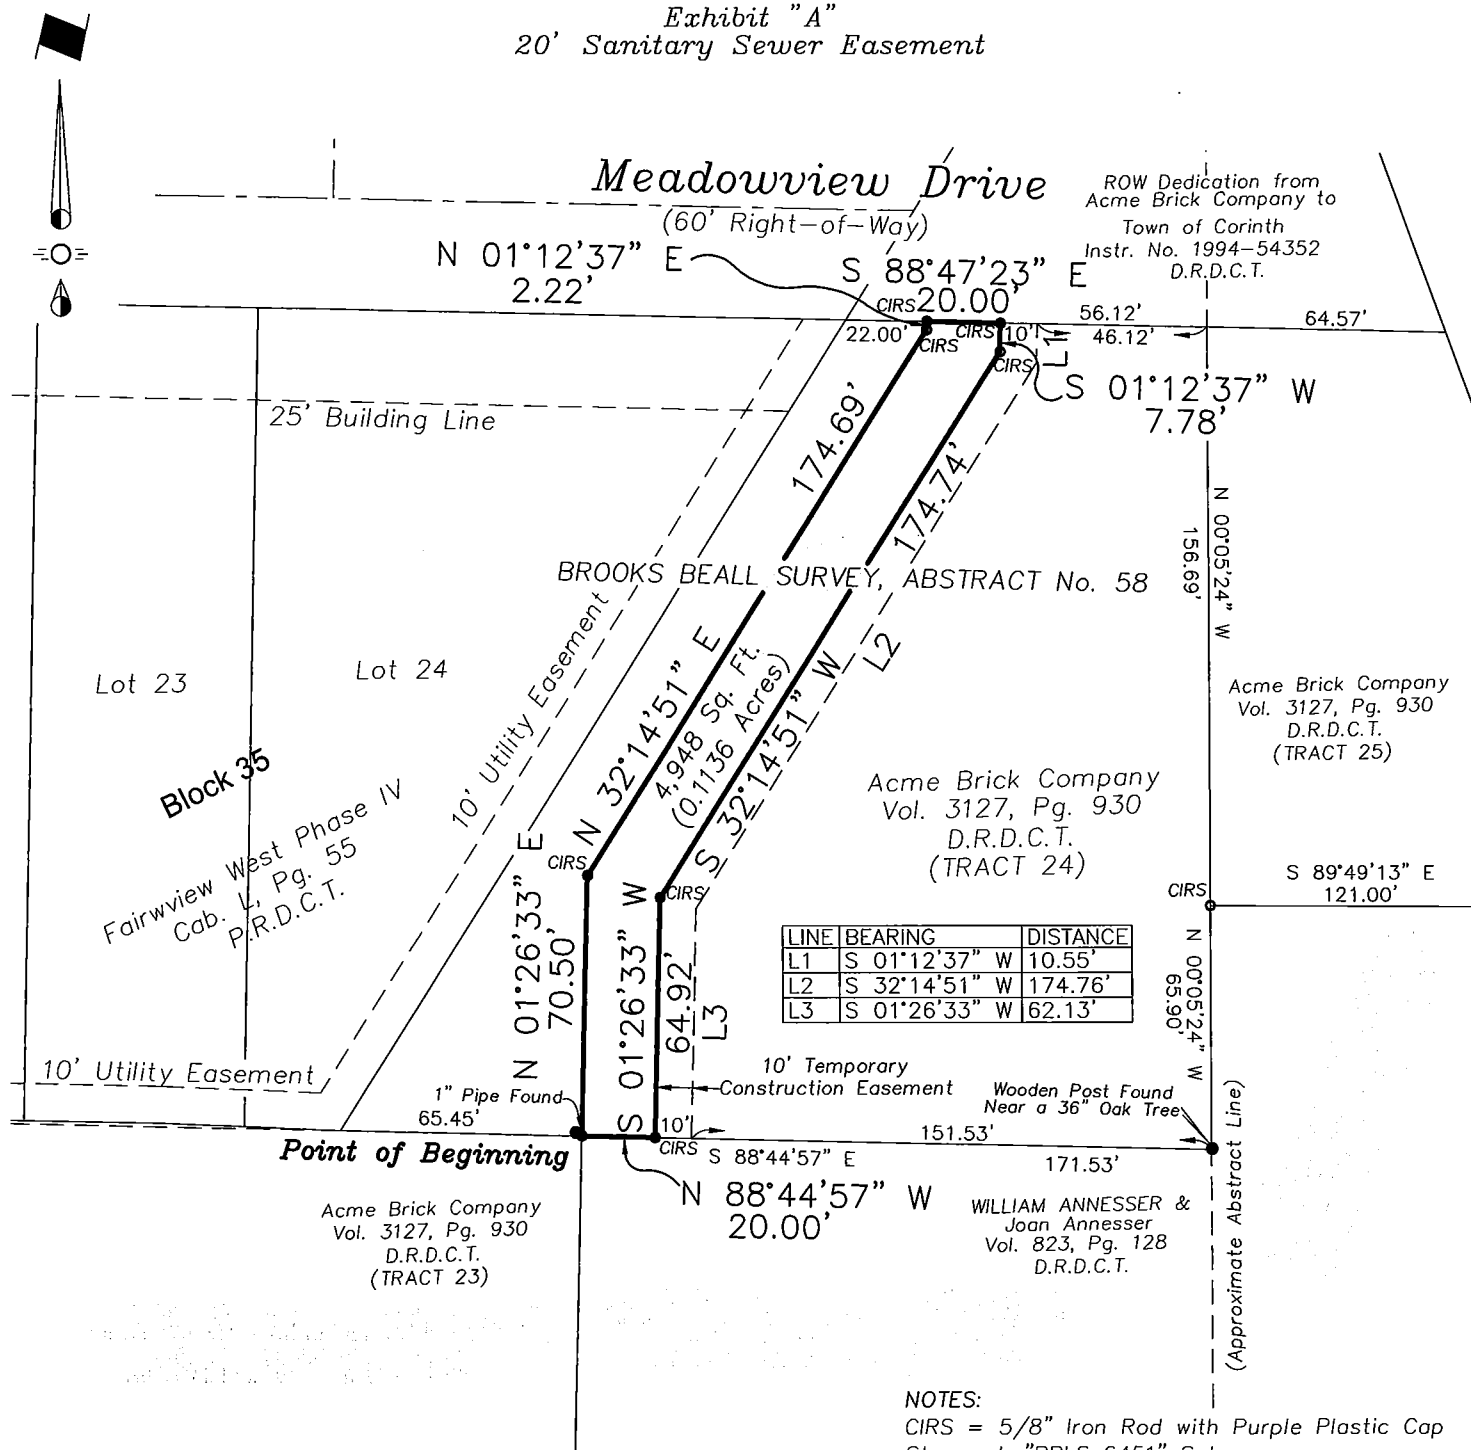 Exhibit "A"
20' Sanitary Sewer Easement
Meadowview Drive
(60' Right-of-Way)
ROW Dedication from
Acme Brick Company to
Town of Corinth
Instr. No. 1994-54352
D.R.D.C.T.
N 01°12'37" E
2.22'
S 88°47'23" E
20.00'
CIRS
CIRS
CIRS
CIRS
22.00'
10'
L1
56.12'
46.12'
64.57'
S 01°12'37" W
7.78'
25' Building Line
174.69'
174.74'
N 00°05'24" W
156.69'
BROOKS BEALL SURVEY, ABSTRACT No. 58
Lot 23
Lot 24
10' Utility Easement
N 32°14'51" E
4,948 Sq. Ft.
(0.1136 Acres)
S 32°14'51" W
L2
Acme Brick Company
Vol. 3127, Pg. 930
D.R.D.C.T.
(TRACT 25)
Block 35
Fairwview West Phase IV
Cab. L, Pg. 55
P.R.D.C.T.
Acme Brick Company
Vol. 3127, Pg. 930
D.R.D.C.T.
(TRACT 24)
CIRS
CIRS
CIRS
S 89°49'13" E
121.00'
N 01°26'33" E
70.50'
S 01°26'33" W
64.92'
L3
LINE BEARING DISTANCE
L1 S 01°12'37" W 10.55'
L2 S 32°14'51" W 174.76'
L3 S 01°26'33" W 62.13'
N 00°05'24" W
65.90'
10' Utility Easement
10' Temporary
Construction Easement
1" Pipe Found
Wooden Post Found
Near a 36" Oak Tree
65.45'
10'
151.53'
Point of Beginning
CIRS
S 88°44'57" E
171.53'
N 88°44'57" W
20.00'
Acme Brick Company
Vol. 3127, Pg. 930
D.R.D.C.T.
(TRACT 23)
WILLIAM ANNESSER &
Joan Annesser
Vol. 823, Pg. 128
D.R.D.C.T.
(Approximate Abstract Line)
NOTES:
CIRS = 5/8" Iron Rod with Purple Plastic Cap